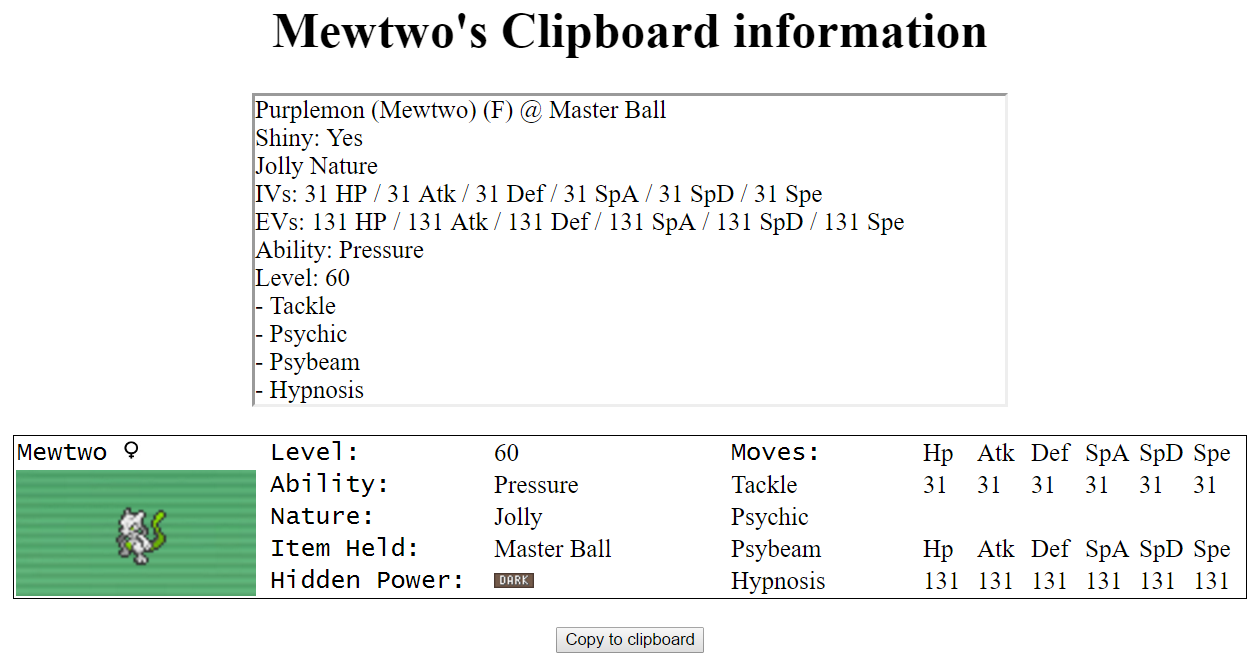 Mewtwo's Clipboard information
Purplemon (Mewtwo) (F) @ Master Ball
Shiny: Yes
Jolly Nature
IVs: 31 HP / 31 Atk / 31 Def / 31 SpA / 31 SpD / 31 Spe
EVs: 131 HP / 131 Atk / 131 Def / 131 SpA / 131 SpD / 131 Spe
Ability: Pressure
Level: 60
- Tackle
- Psychic
- Psybeam
- Hypnosis
Mewtwo ♀ Level: 60 Moves: Hp Atk Def SpA SpD Spe
Ability: Pressure Tackle 31 31 31 31 31 31
Nature: Jolly Psychic
Item Held: Master Ball Psybeam Hp Atk Def SpA SpD Spe
Hidden Power: DARK Hypnosis 131 131 131 131 131 131
Copy to clipboard